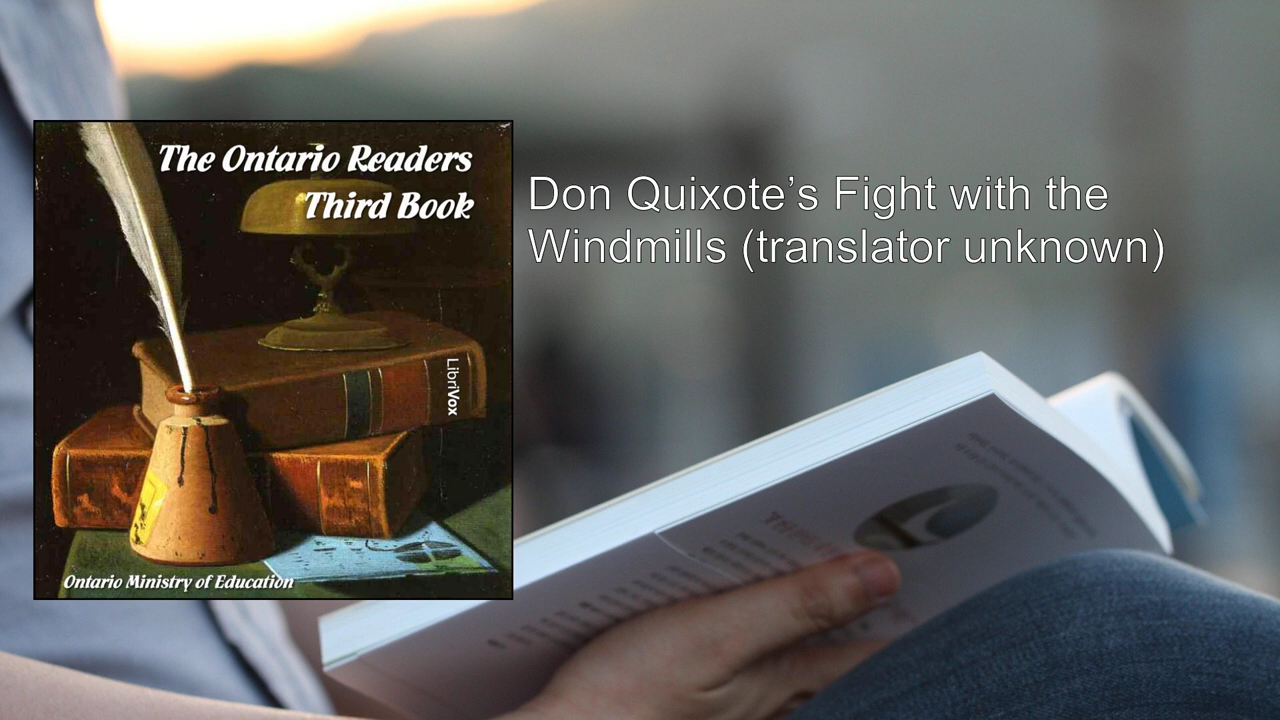 The Ontario Readers
Third Book
LibriVox
Ontario Ministry of Education
Don Quixote’s Fight with the
Windmills (translator unknown)